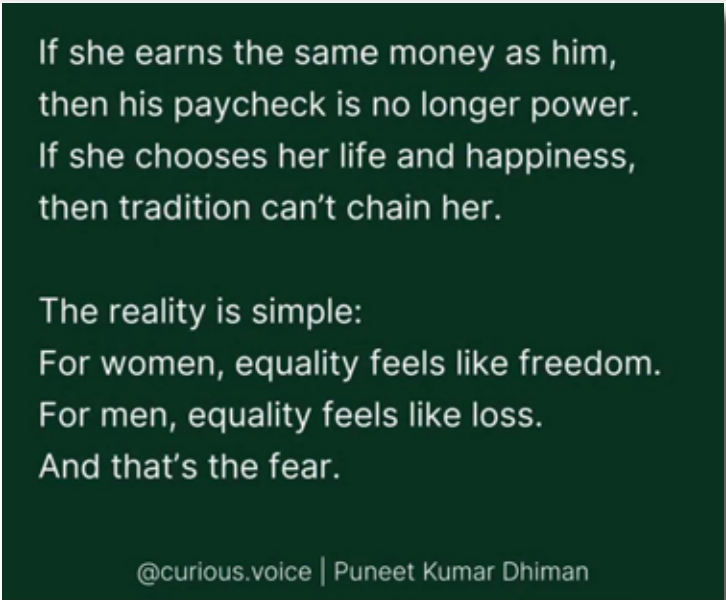 If she earns the same money as him,
then his paycheck is no longer power.
If she chooses her life and happiness,
then tradition can’t chain her.
The reality is simple:
For women, equality feels like freedom.
For men, equality feels like loss.
And that’s the fear.
@curious.voice | Puneet Kumar Dhiman